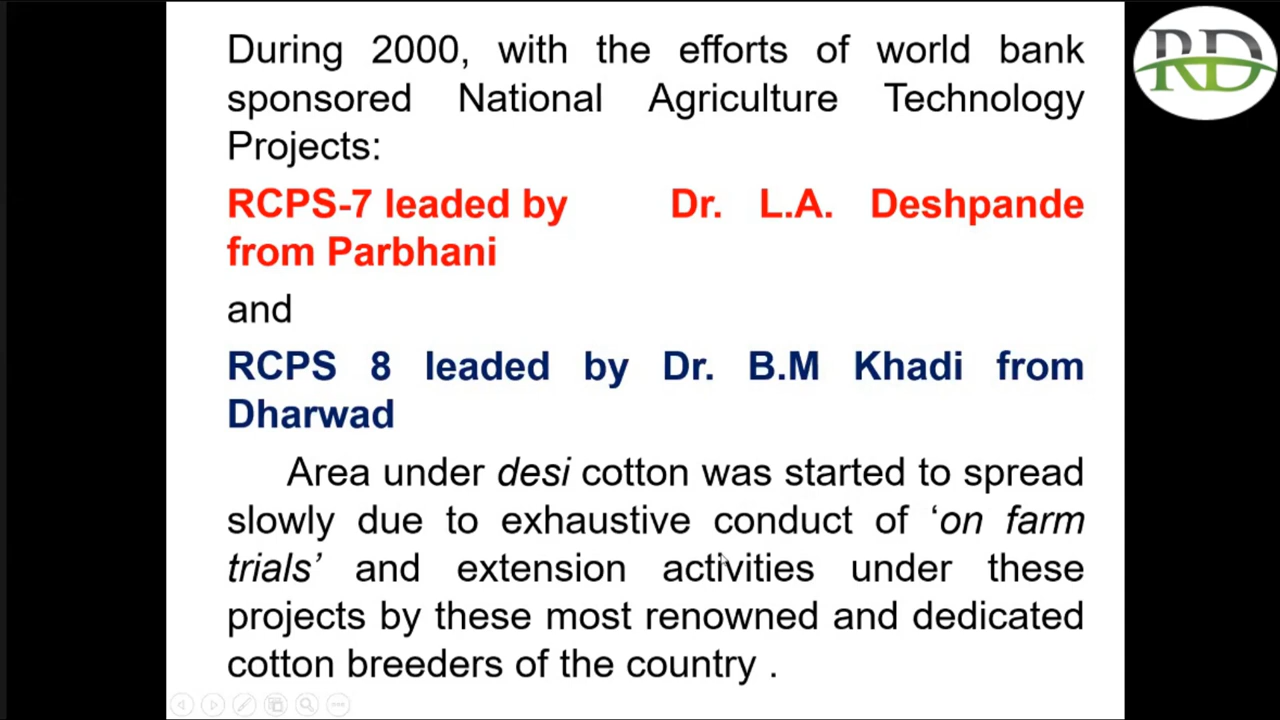 During 2000, with the efforts of world bank
sponsored National Agriculture Technology
Projects:
RCPS-7 leaded by Dr. L.A. Deshpande
from Parbhani
and
RCPS 8 leaded by Dr. B.M Khadi from
Dharwad
Area under desi cotton was started to spread
slowly due to exhaustive conduct of ‘on farm
trials’ and extension activities under these
projects by these most renowned and dedicated
cotton breeders of the country .
RD